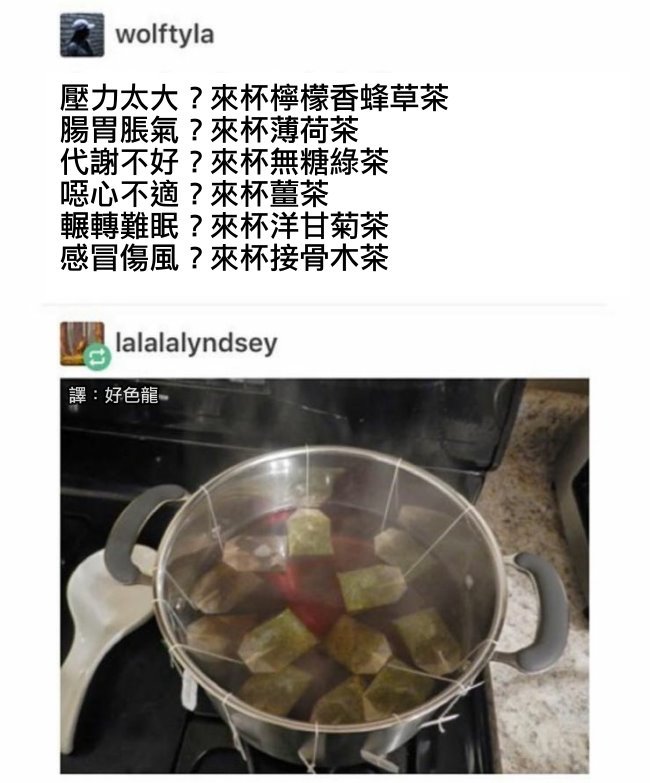 wolftyla
壓力太大？來杯檸檬香蜂草茶
腸胃脹氣？來杯薄荷茶
代謝不好？來杯無糖綠茶
噁心不適？來杯薑茶
輾轉難眠？來杯洋甘菊茶
感冒傷風？來杯接骨木茶
lalalalyndsey
譯：好色龍